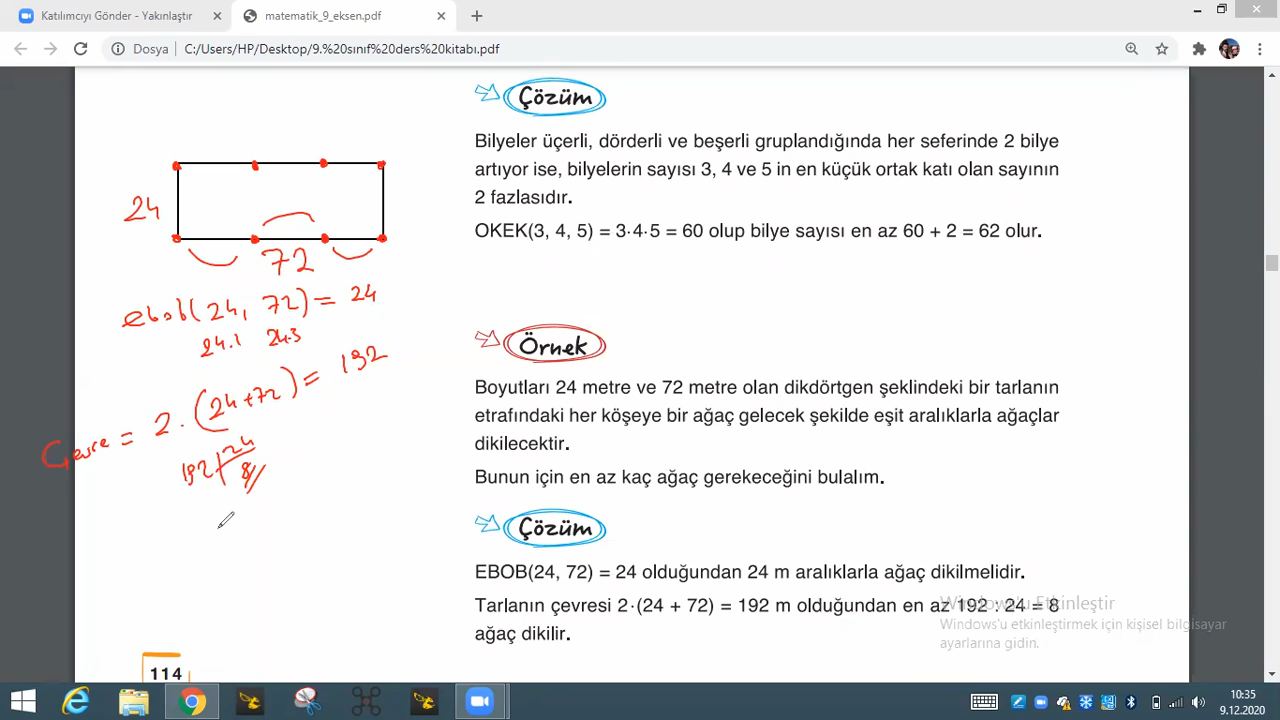 Katılımcıyı Gönder - Yakınlaştır
matematik_9_eksen.pdf
Dosya
C:/Users/HP/Desktop/9.%20sınıf%20ders%20kitabı.pdf
Çözüm
Bilyeler üçerli, dörderli ve beşerli gruplandığında her seferinde 2 bilye
artıyor ise, bilyelerin sayısı 3, 4 ve 5 in en küçük ortak katı olan sayının
2 fazlasıdır.
OKEK(3, 4, 5) = 3·4·5 = 60 olup bilye sayısı en az 60 + 2 = 62 olur.
24
72
ebob(24, 72) = 24
24.1 24.3
Çevre = 2.(24+72) = 192
192 24
8
Örnek
Boyutları 24 metre ve 72 metre olan dikdörtgen şeklindeki bir tarlanın
etrafındaki her köşeye bir ağaç gelecek şekilde eşit aralıklarla ağaçlar
dikilecektir.
Bunun için en az kaç ağaç gerekeceğini bulalım.
Çözüm
EBOB(24, 72) = 24 olduğundan 24 m aralıklarla ağaç dikilmelidir.
Tarlanın çevresi 2·(24 + 72) = 192 m olduğundan en az 192 : 24 = 8
ağaç dikilir.
Windows'u Etkinleştir
Windows'u etkinleştirmek için kişisel bilgisayar
ayarlarına gidin.
114
10:35
9.12.2020